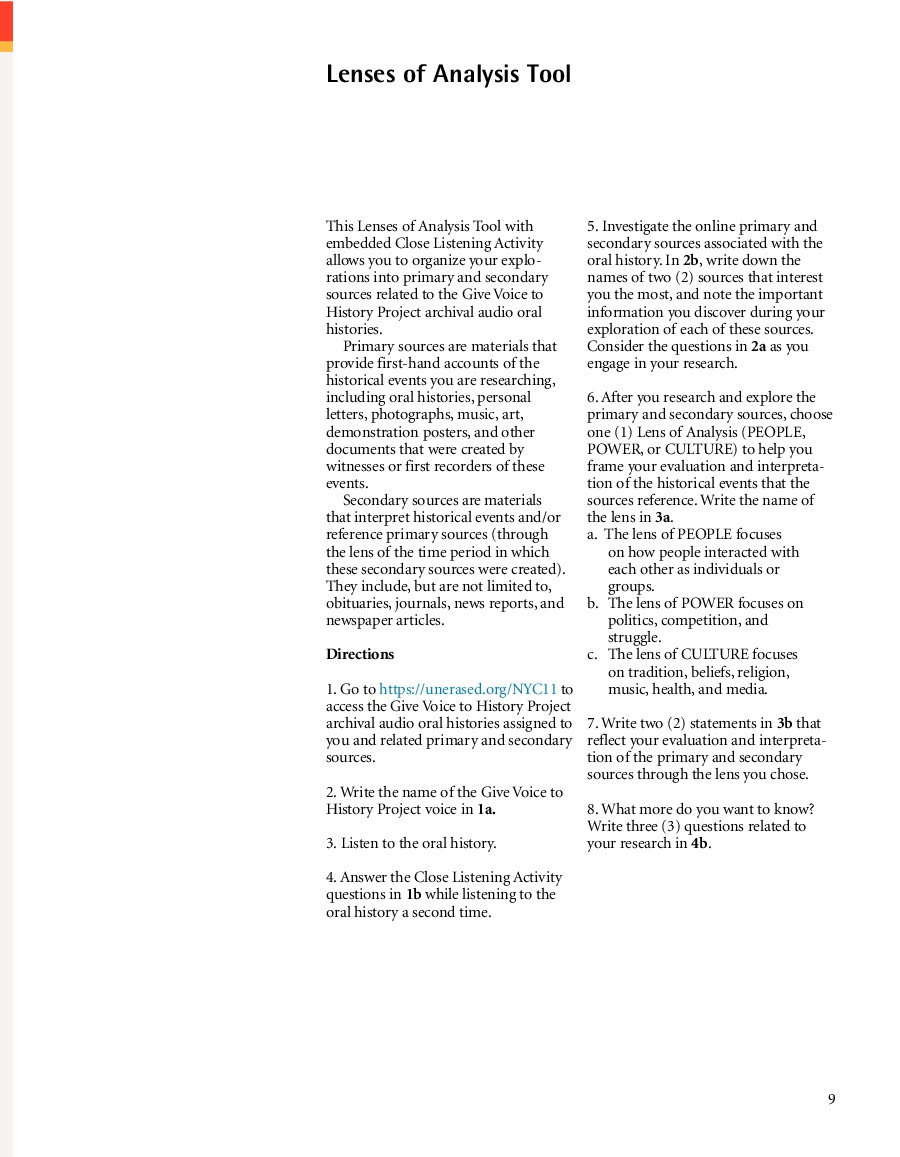 Lenses of Analysis Tool
This Lenses of Analysis Tool with
embedded Close Listening Activity
allows you to organize your explo-
rations into primary and secondary
sources related to the Give Voice to
History Project archival audio oral
histories.
Primary sources are materials that
provide first-hand accounts of the
historical events you are researching,
including oral histories, personal
letters, photographs, music, art,
demonstration posters, and other
documents that were created by
witnesses or first recorders of these
events.
Secondary sources are materials
that interpret historical events and/or
reference primary sources (through
the lens of the time period in which
these secondary sources were created).
They include, but are not limited to,
obituaries, journals, news reports, and
newspaper articles.
Directions
1. Go to https://unerased.org/NYC11 to
access the Give Voice to History Project
archival audio oral histories assigned to
you and related primary and secondary
sources.
2. Write the name of the Give Voice to
History Project voice in 1a.
3. Listen to the oral history.
4. Answer the Close Listening Activity
questions in 1b while listening to the
oral history a second time.
5. Investigate the online primary and
secondary sources associated with the
oral history. In 2b, write down the
names of two (2) sources that interest
you the most, and note the important
information you discover during your
exploration of each of these sources.
Consider the questions in 2a as you
engage in your research.
6. After you research and explore the
primary and secondary sources, choose
one (1) Lens of Analysis (PEOPLE,
POWER, or CULTURE) to help you
frame your evaluation and interpreta-
tion of the historical events that the
sources reference. Write the name of
the lens in 3a.
a. The lens of PEOPLE focuses
on how people interacted with
each other as individuals or
groups.
b. The lens of POWER focuses on
politics, competition, and
struggle.
c. The lens of CULTURE focuses
on tradition, beliefs, religion,
music, health, and media.
7. Write two (2) statements in 3b that
reflect your evaluation and interpreta-
tion of the primary and secondary
sources through the lens you chose.
8. What more do you want to know?
Write three (3) questions related to
your research in 4b.
9